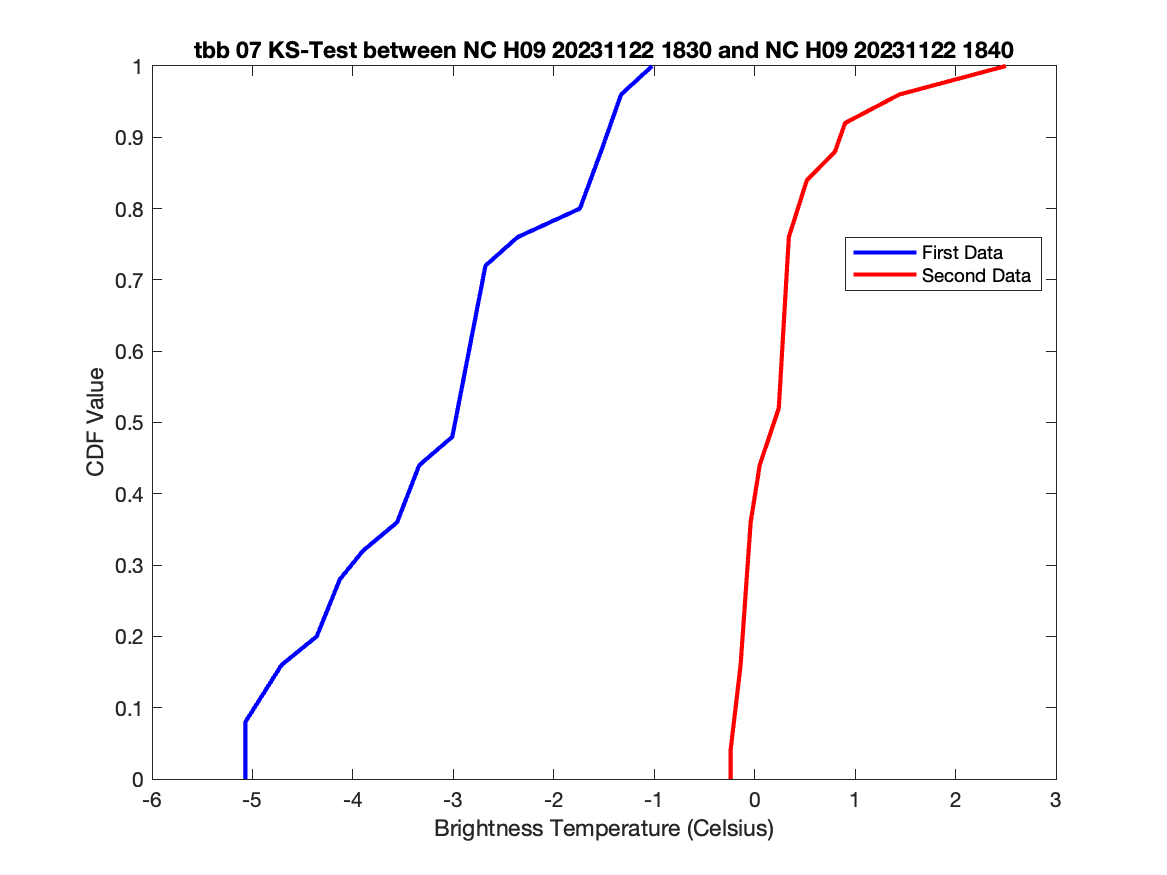 tbb 07 KS-Test between NC H09 20231122 1830 and NC H09 20231122 1840
1
0.9
0.8
0.7
0.6
0.5
0.4
0.3
0.2
0.1
0
CDF Value
First Data
Second Data
-6 -5 -4 -3 -2 -1 0 1 2 3
Brightness Temperature (Celsius)